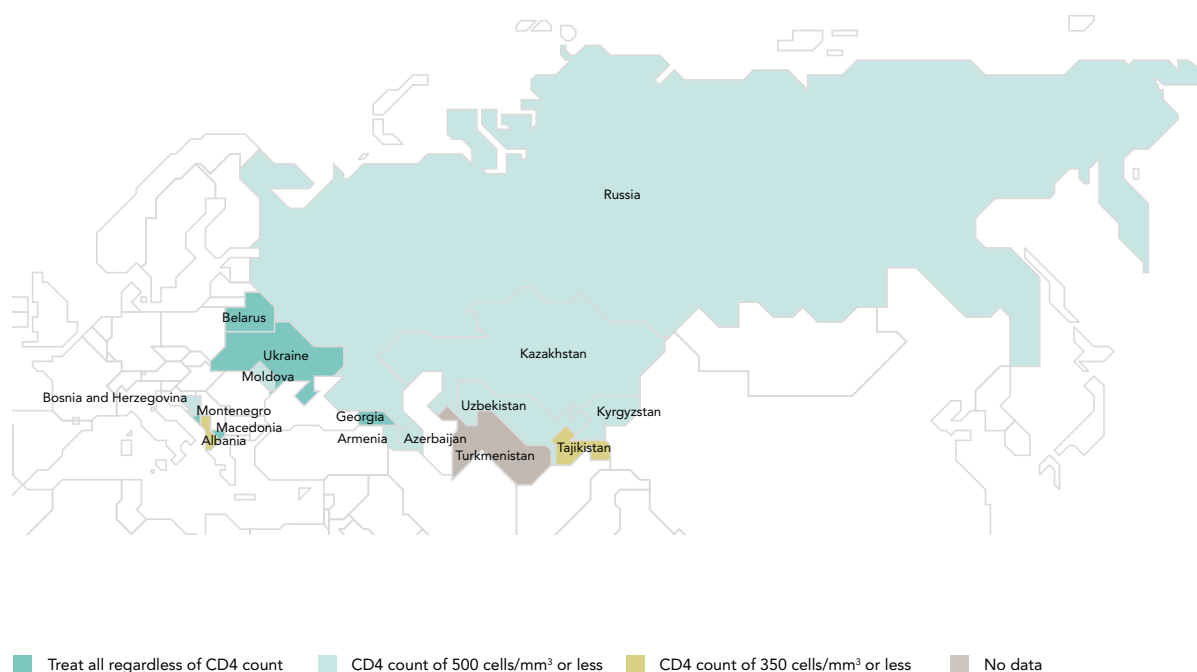 Russia
Belarus
Ukraine
Kazakhstan
Moldova
Bosnia and Herzegovina
Uzbekistan
Montenegro
Kyrgyzstan
Georgia
Macedonia
Armenia
Azerbaijan
Albania
Tajikistan
Turkmenistan
Treat all regardless of CD4 count
CD4 count of 500 cells/mm³ or less
CD4 count of 350 cells/mm³ or less
No data